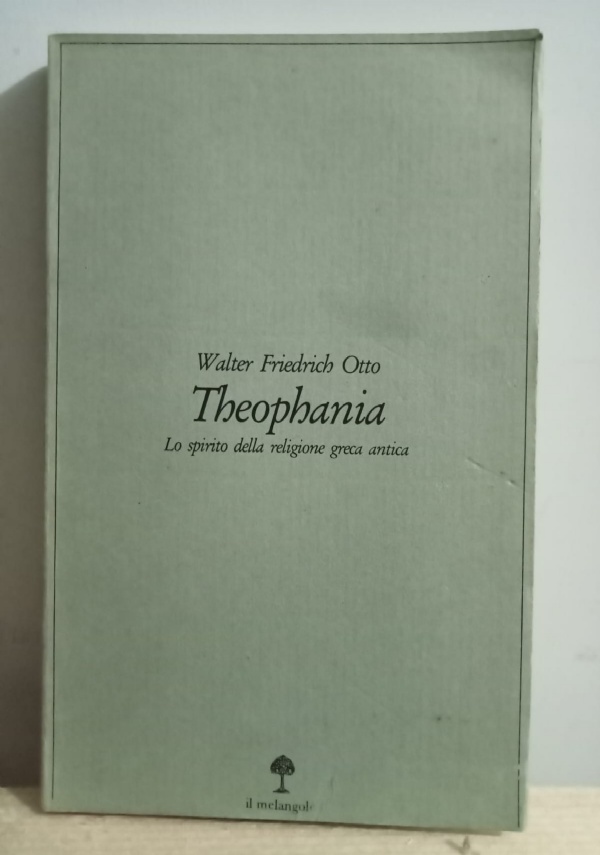 Walter Friedrich Otto
Theophania
Lo spirito della religione greca antica
il melangolo